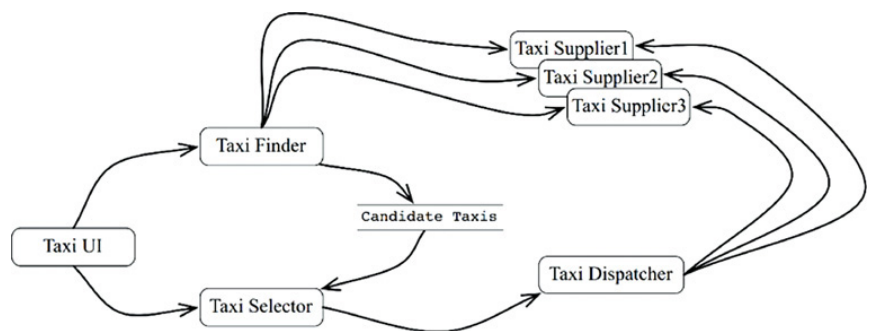 Taxi Supplier1
Taxi Supplier2
Taxi Supplier3
Taxi Finder
Candidate Taxis
Taxi UI
Taxi Dispatcher
Taxi Selector